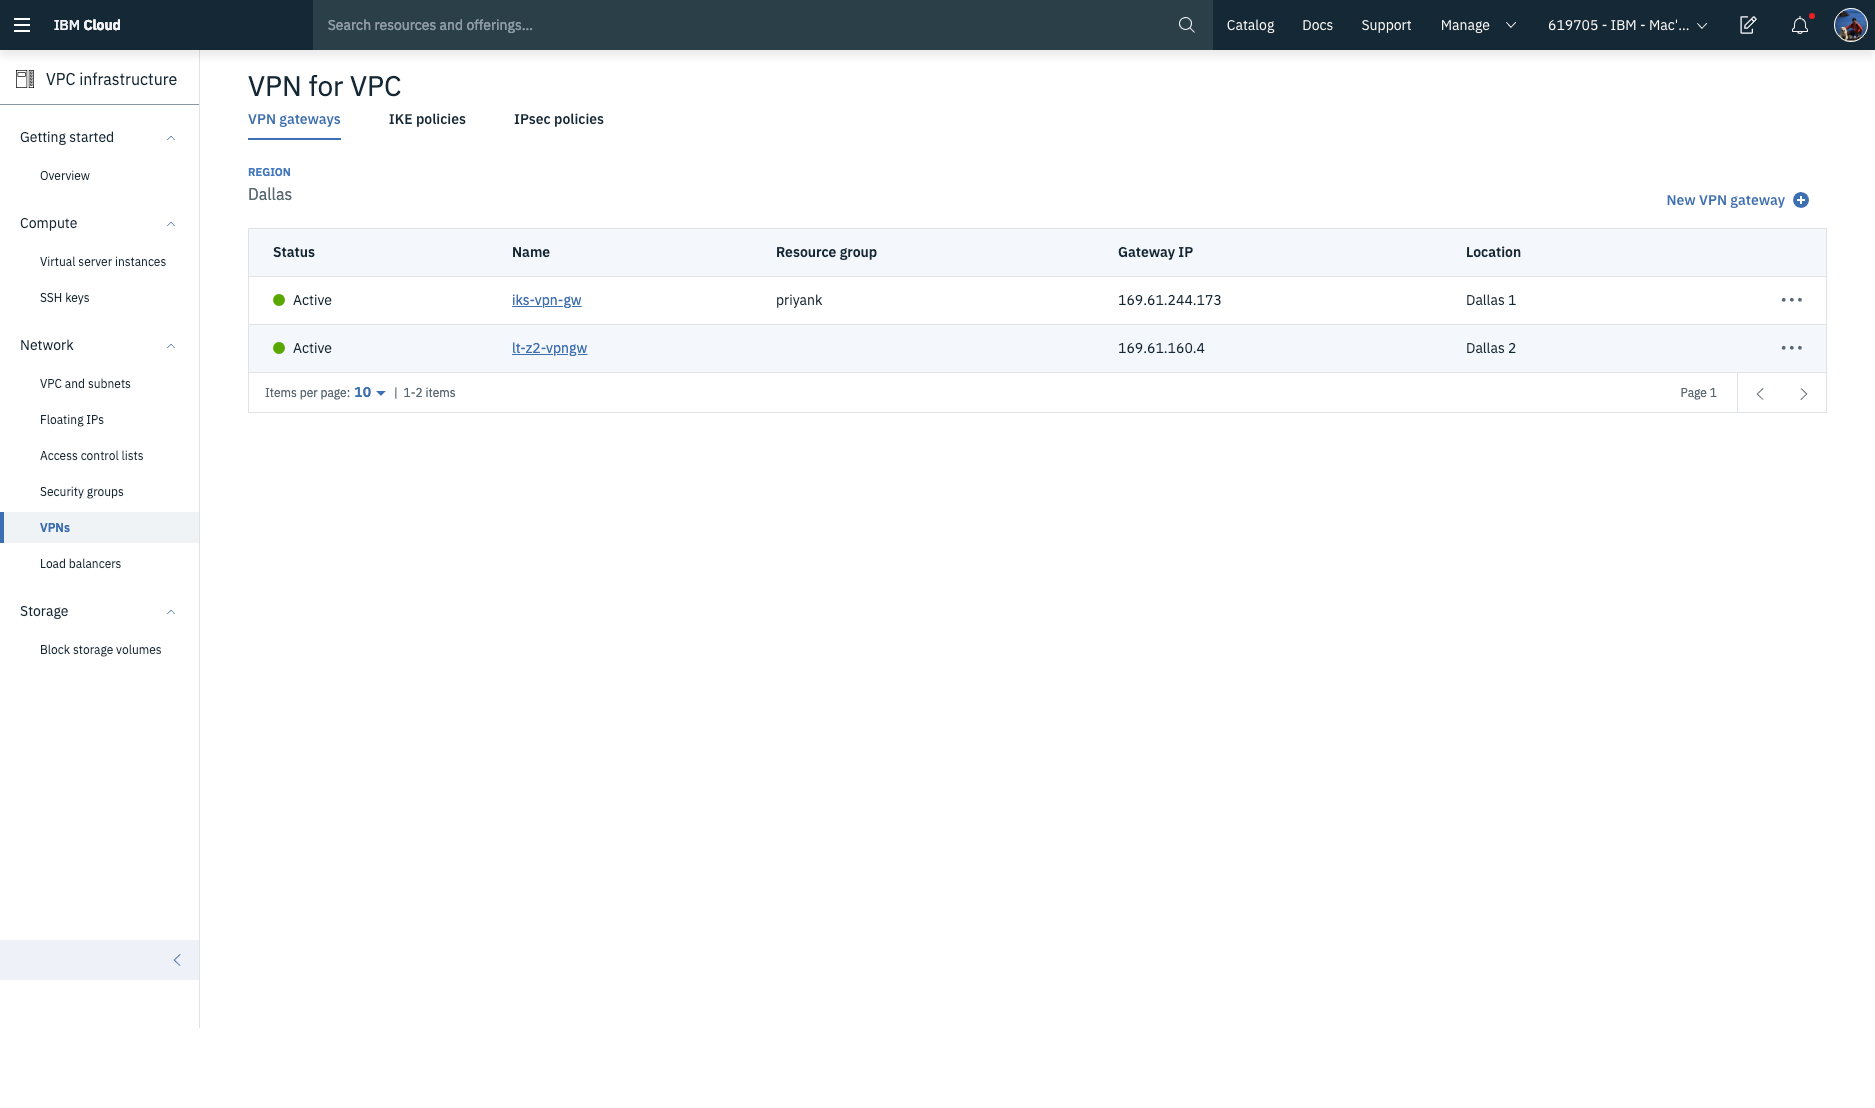 IBM Cloud
Search resources and offerings...
Catalog
Docs
Support
Manage
619705 - IBM - Mac'...
VPC infrastructure
Getting started
Overview
Compute
Virtual server instances
SSH keys
Network
VPC and subnets
Floating IPs
Access control lists
Security groups
VPNs
Load balancers
Storage
Block storage volumes
VPN for VPC
VPN gateways
IKE policies
IPsec policies
REGION
Dallas
New VPN gateway
Status Name Resource group Gateway IP Location
Active iks-vpn-gw priyank 169.61.244.173 Dallas 1
Active lt-z2-vpngw 169.61.160.4 Dallas 2
Items per page: 10 | 1-2 items
Page 1